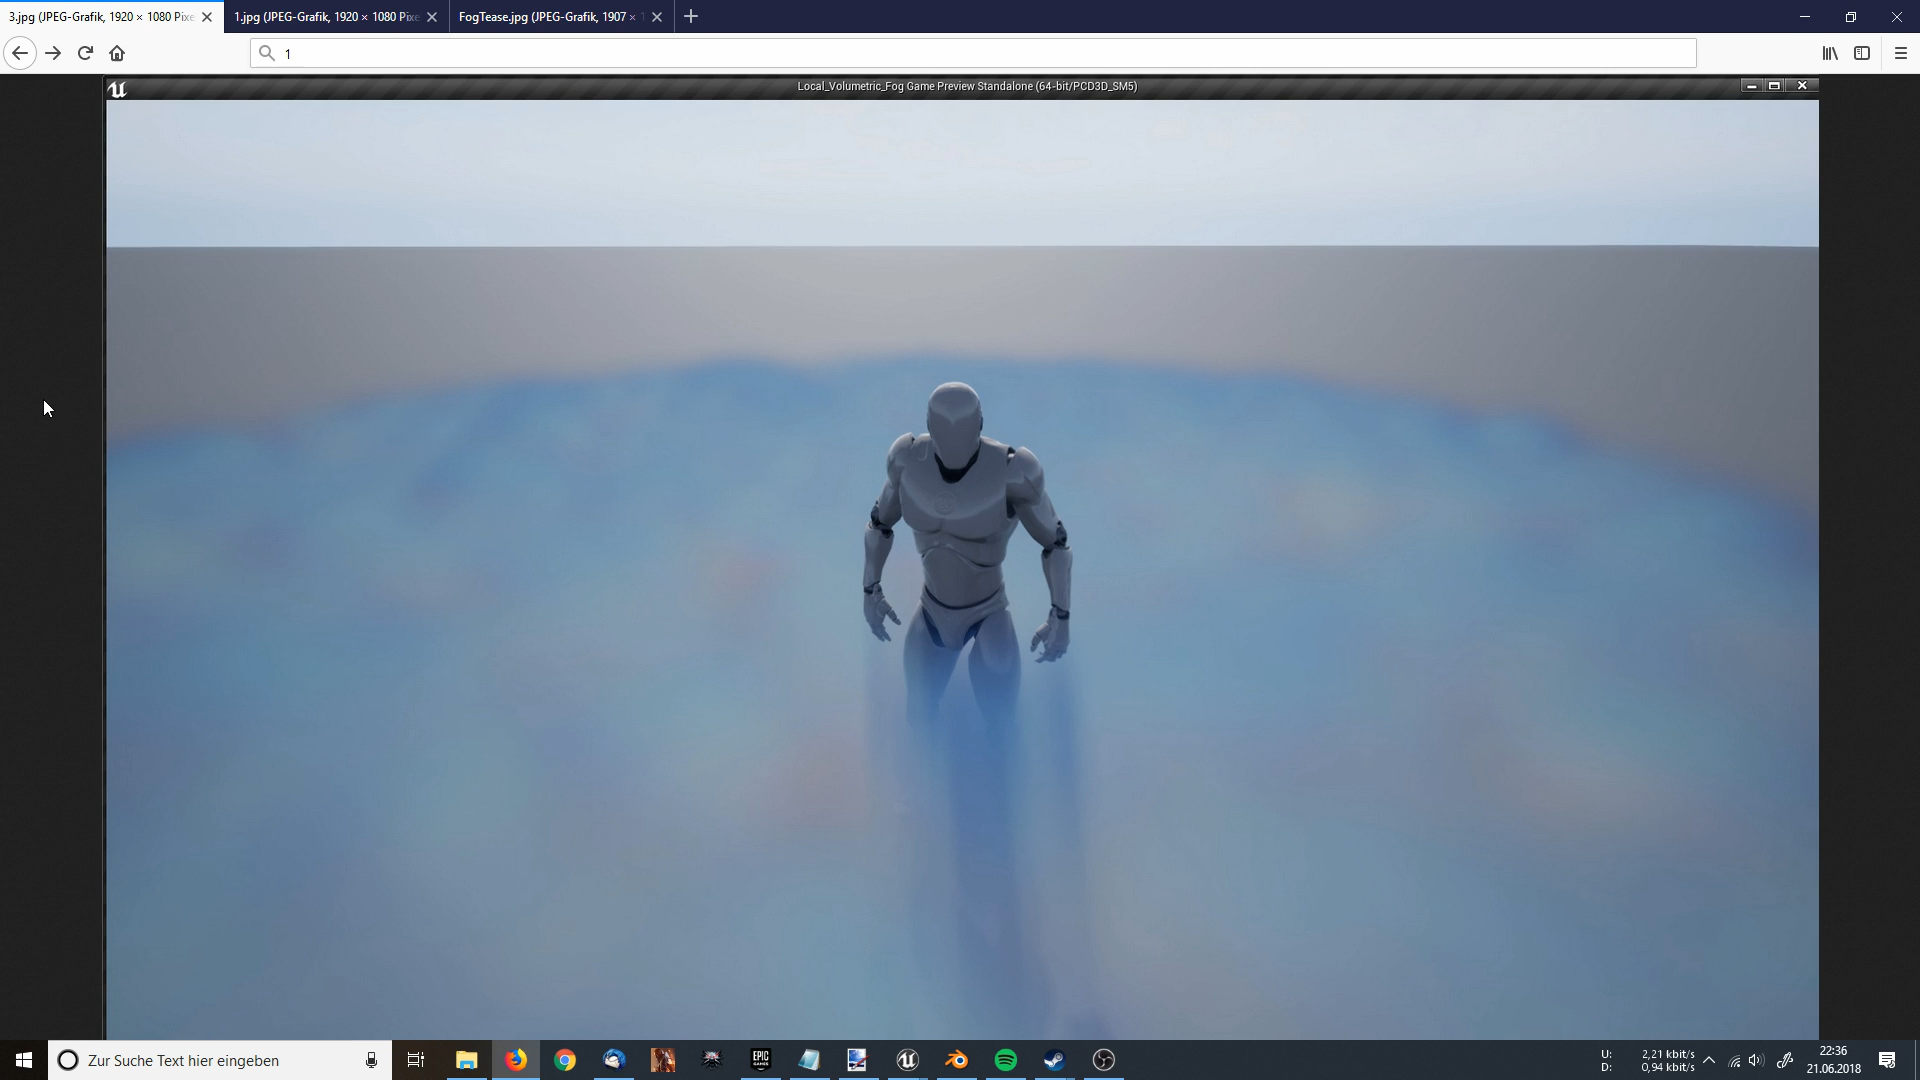 3.jpg (JPEG-Grafik, 1920 × 1080 Pixe
1.jpg (JPEG-Grafik, 1920 × 1080 Pixe
FogTease.jpg (JPEG-Grafik, 1907 × 1
1
Local_Volumetric_Fog Game Preview Standalone (64-bit/PCD3D_SM5)
Zur Suche Text hier eingeben
EPIC
GAMES
U: 2,21 kbit/s
D: 0,94 kbit/s
22:36
21.06.2018